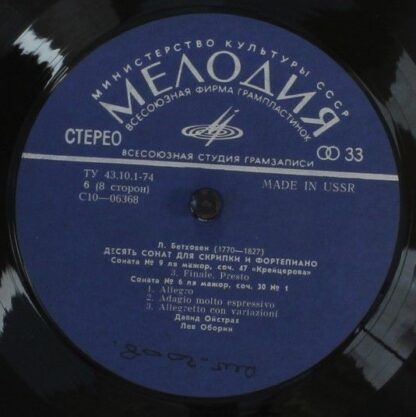 МИНИСТЕРСТВО КУЛЬТУРЫ СССР
МЕЛОДИЯ
ВСЕСОЮЗНАЯ ФИРМА ГРАМПЛАСТИНОК
СТЕРЕО
33
ВСЕСОЮЗНАЯ СТУДИЯ ГРАМЗАПИСИ
ТУ 43.10.1-74
6 (8 сторон)
С10—06368
MADE IN USSR
Л. Бетховен (1770—1827)
ДЕСЯТЬ СОНАТ ДЛЯ СКРИПКИ И ФОРТЕПИАНО
Соната № 9 ля мажор, соч. 47 «Крейцерова»
3. Finale. Presto
Соната № 6 ля мажор, соч. 30 № 1
1. Allegro
2. Adagio molto espressivo
3. Allegretto con variazioni
Давид Ойстрах
Лев Оборин